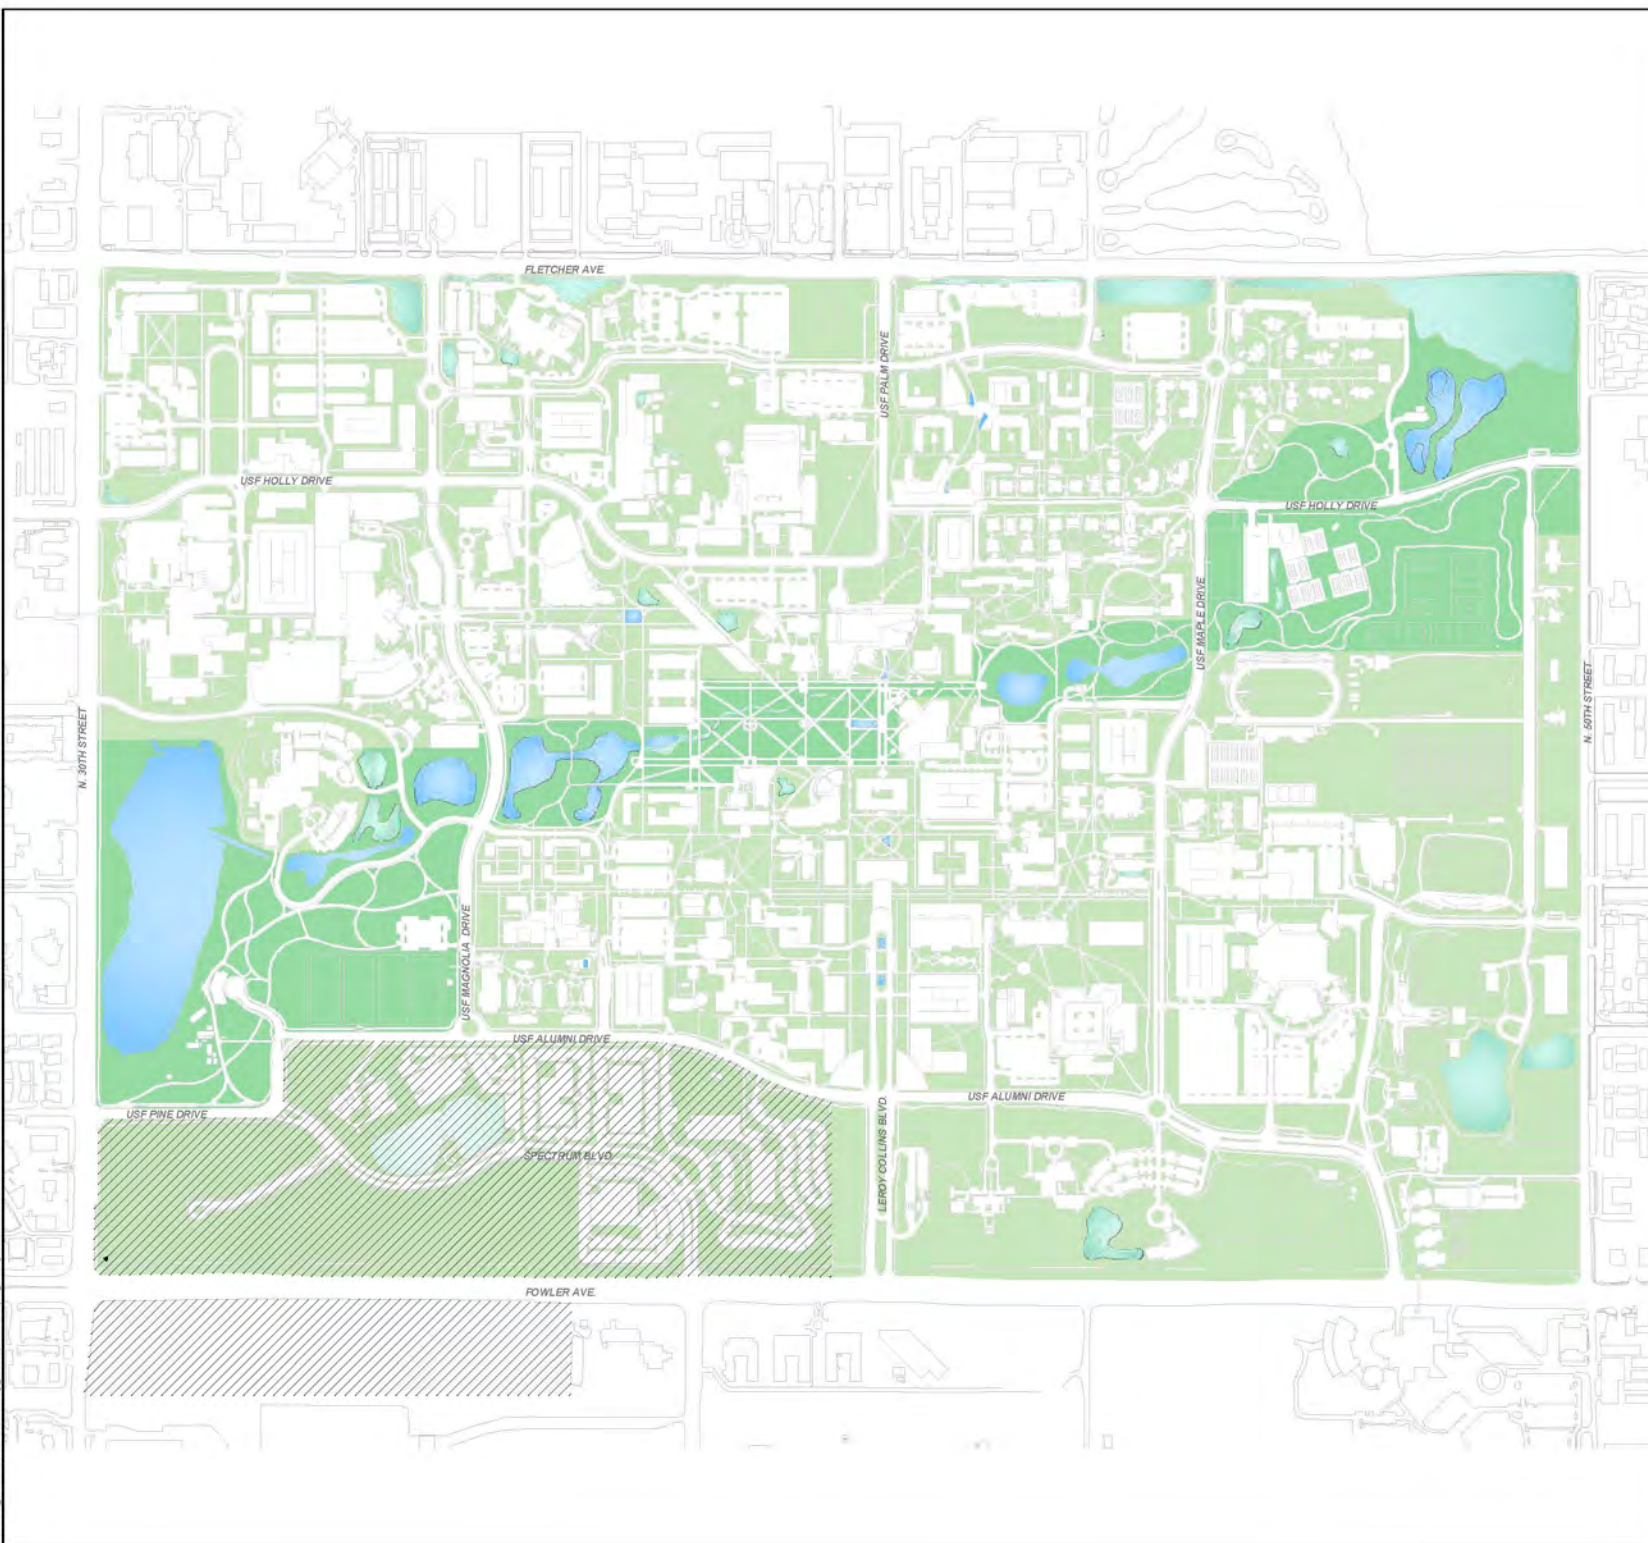 FLETCHER AVE.
USF PALM DRIVE
USF HOLLY DRIVE
USF HOLLY DRIVE
USF MAPLE DRIVE
N. 30TH STREET
N. 50TH STREET
USF MAGNOLIA DRIVE
USF ALUMNI DRIVE
USF PINE DRIVE
USF ALUMNI DRIVE
LEROY COLLINS BLVD.
SPECTRUM BLVD
FOWLER AVE.